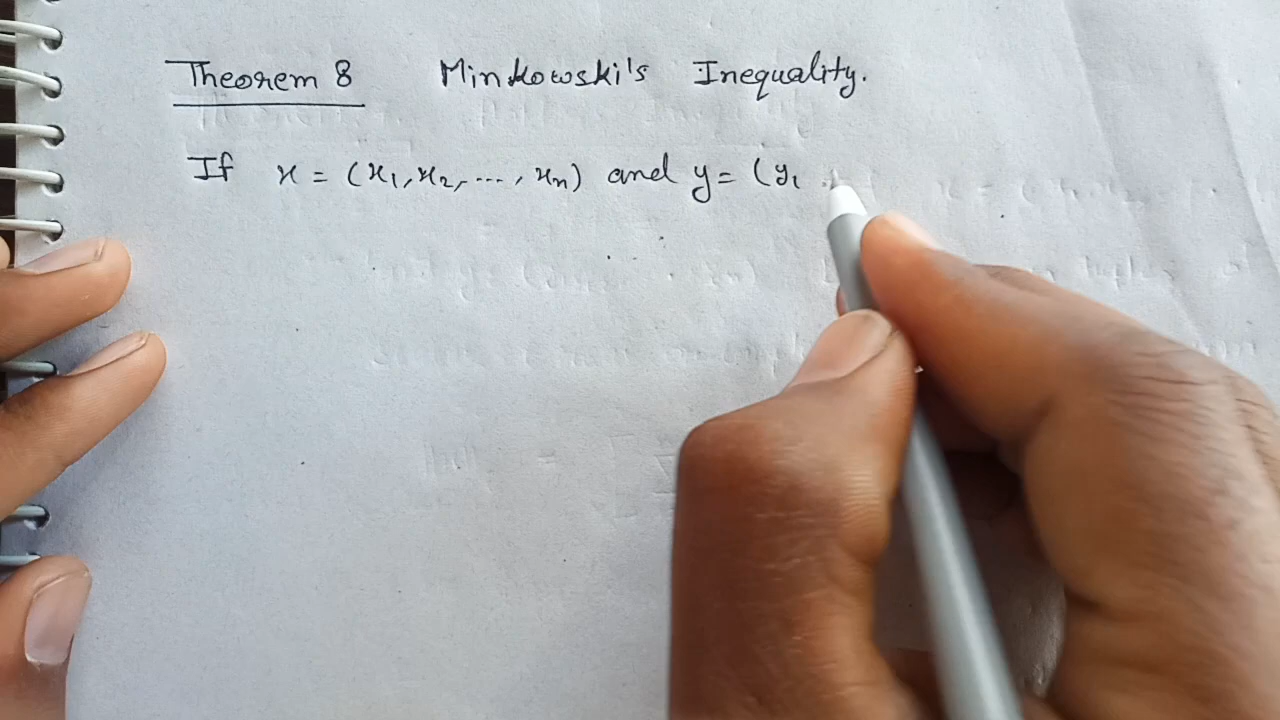 Theorem 8 Minkowski's Inequality.
If x = (x1, x2, ..., xn) and y = (y1